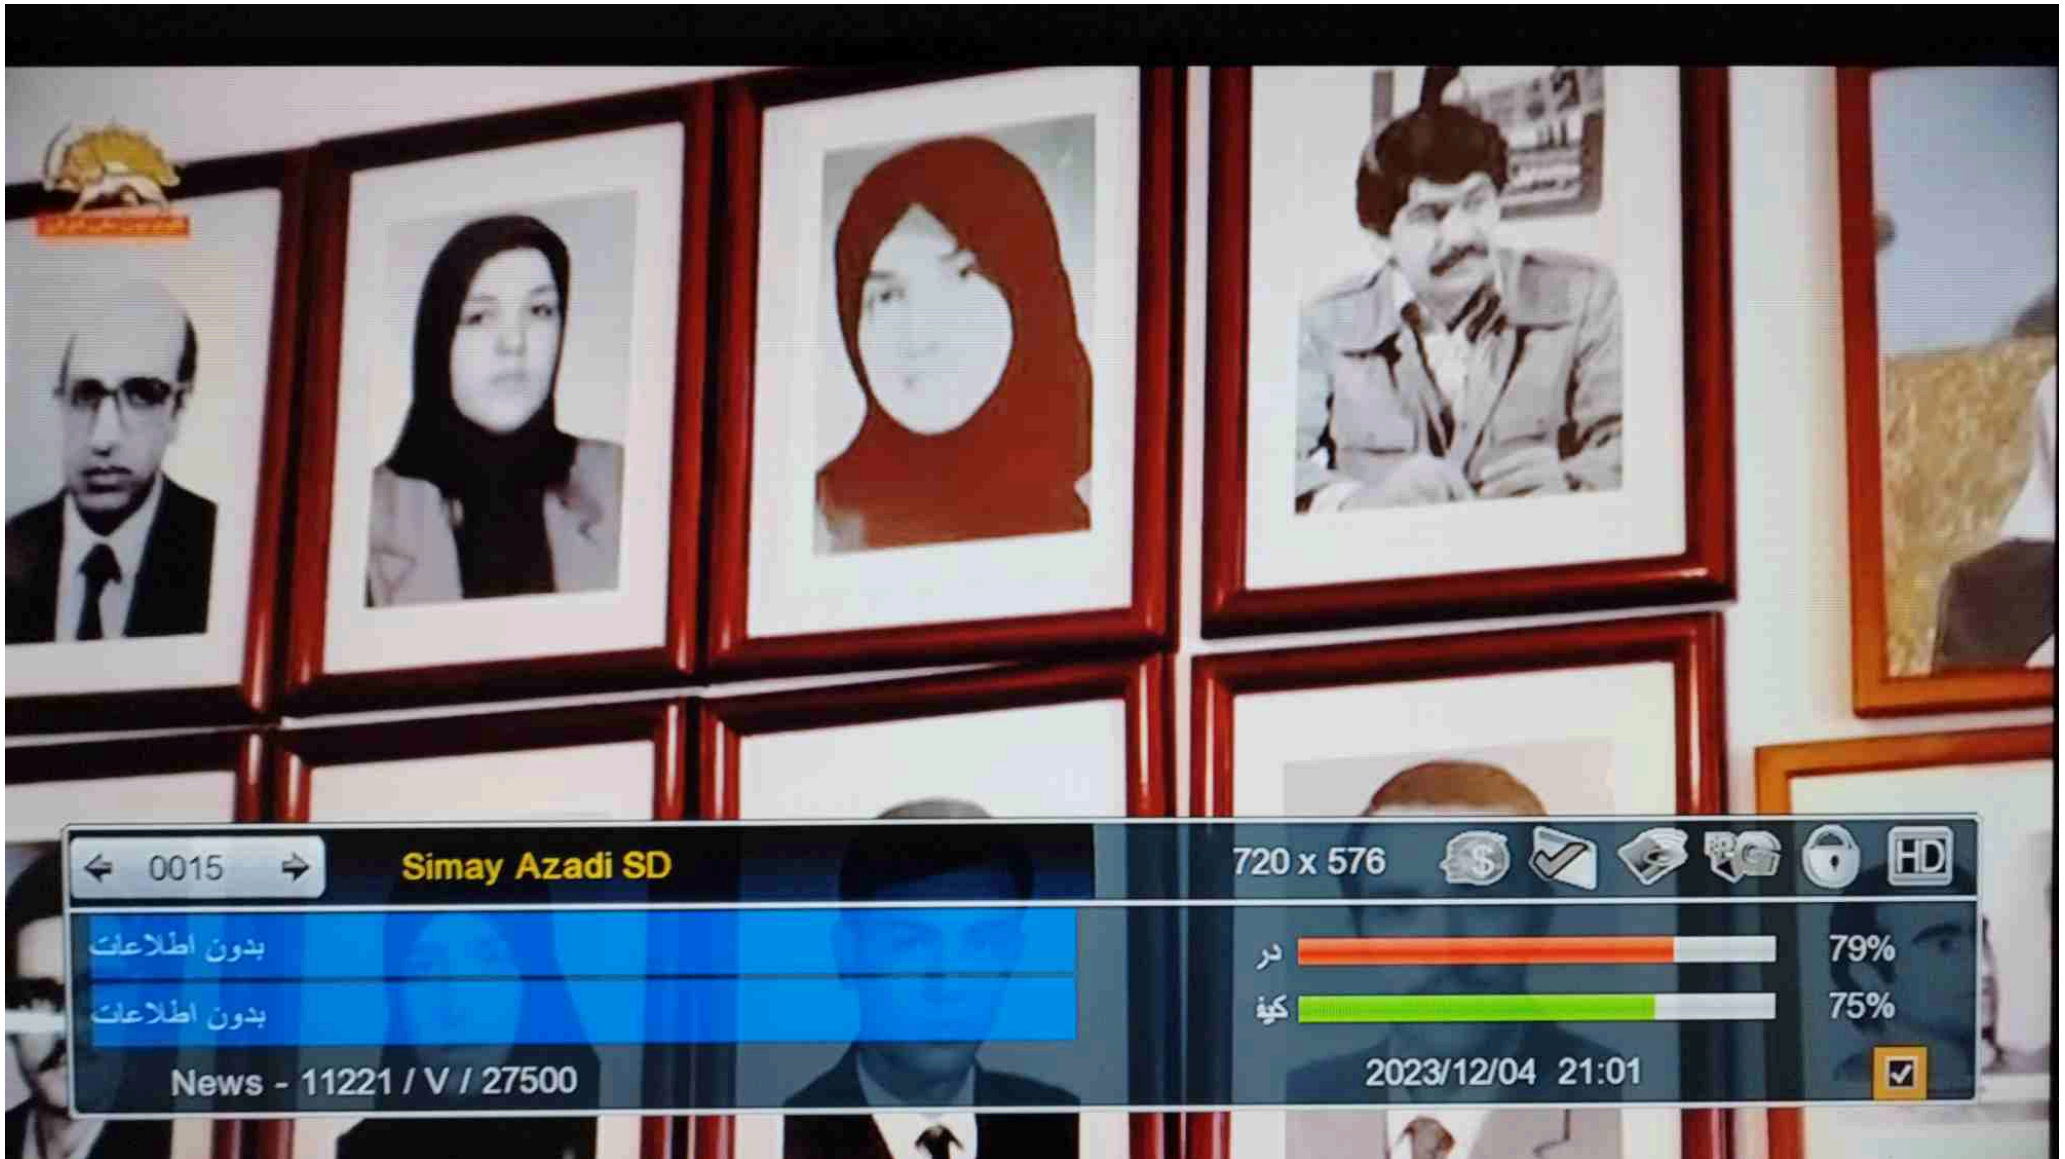 0015
Simay Azadi SD
720 x 576
HD
بدون اطلاعات
در
79%
بدون اطلاعات
کیف
75%
News - 11221 / V / 27500
2023/12/04 21:01